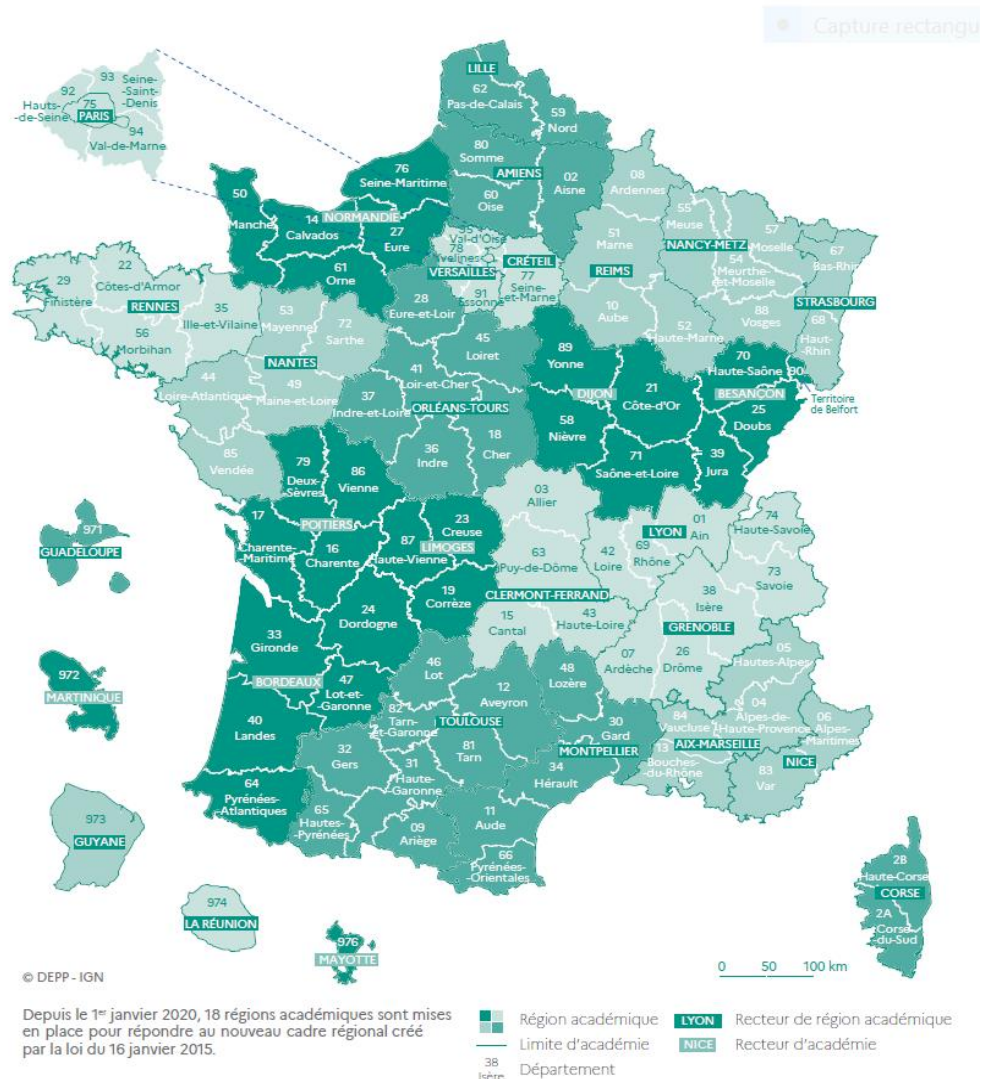 Capture rectangu
93 Seine-
Saint-
Denis
92
Hauts-
de-Seine
75
PARIS
94
Val-de-Marne
LILLE
62
Pas-de-Calais
59
Nord
80
Somme
AMIENS
02
Aisne
60
Oise
76
Seine-Maritime
50
Manche
14
Calvados
NORMANDIE
27
Eure
61
Orne
08
Ardennes
51
Marne
REIMS
10
Aube
52
Haute-Marne
55
Meuse
NANCY-METZ
57
Moselle
54
Meurthe-
et-Moselle
88
Vosges
67
Bas-Rhin
STRASBOURG
68
Haut-
Rhin
95
Val-d'Oise
78
Yvelines
VERSAILLES
91
Essonne
CRÉTEIL
77
Seine-
et-Marne
29
Finistère
22
Côtes-d'Armor
RENNES
35
Ille-et-Vilaine
56
Morbihan
53
Mayenne
72
Sarthe
NANTES
44
Loire-Atlantique
49
Maine-et-Loire
85
Vendée
28
Eure-et-Loir
45
Loiret
41
Loir-et-Cher
37
Indre-et-Loire
ORLÉANS-TOURS
36
Indre
18
Cher
89
Yonne
DIJON
21
Côte-d'Or
58
Nièvre
71
Saône-et-Loire
70
Haute-Saône
90
Territoire
de Belfort
BESANÇON
25
Doubs
39
Jura
79
Deux-
Sèvres
86
Vienne
POITIERS
17
Charente-
Maritime
16
Charente
87
Haute-Vienne
23
Creuse
LIMOGES
19
Corrèze
24
Dordogne
33
Gironde
BORDEAUX
47
Lot-et-
Garonne
40
Landes
64
Pyrénées-
Atlantiques
03
Allier
63
Puy-de-Dôme
CLERMONT-FERRAND
15
Cantal
43
Haute-Loire
LYON
01
Ain
42
Loire
69
Rhône
74
Haute-Savoie
73
Savoie
38
Isère
GRENOBLE
07
Ardèche
26
Drôme
46
Lot
12
Aveyron
48
Lozère
82
Tarn-
et-Garonne
TOULOUSE
81
Tarn
32
Gers
31
Haute-
Garonne
65
Hautes-
-Pyrénées
09
Ariège
30
Gard
MONTPELLIER
34
Hérault
11
Aude
66
Pyrénées-
-Orientales
05
Hautes-Alpes
04
Alpes-de-
Haute-Provence
84
Vaucluse
AIX-MARSEILLE
13
Bouches-
du-Rhône
06
Alpes-
Maritimes
NICE
83
Var
971
GUADELOUPE
972
MARTINIQUE
973
GUYANE
974
LA RÉUNION
976
MAYOTTE
2B
Haute-Corse
CORSE
2A
Corse-
du-Sud
0 50 100 km
© DEPP - IGN
Depuis le 1er janvier 2020, 18 régions académiques sont mises
en place pour répondre au nouveau cadre régional créé
par la loi du 16 janvier 2015.
Région académique
LYON Recteur de région académique
Limite d'académie
NICE Recteur d'académie
38
Isère
Département